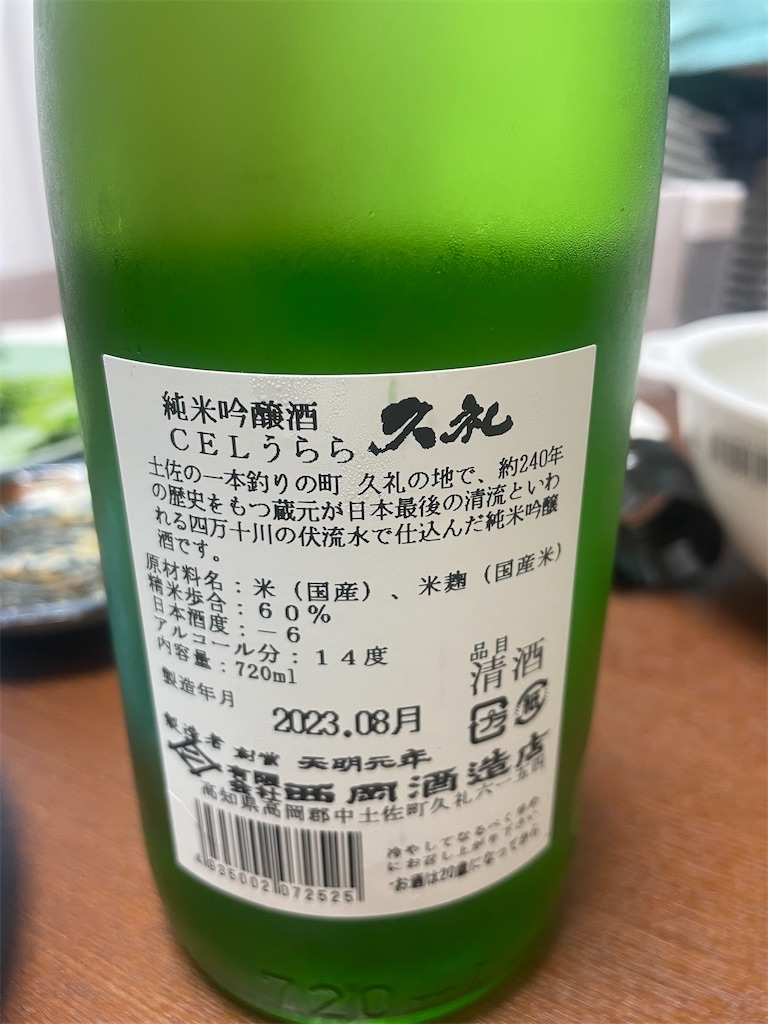 純米吟醸酒 久礼
CELうらら
土佐の一本釣りの町 久礼の地で、約240年
の歴史をもつ蔵元が日本最後の清流といわ
れる四万十川の伏流水で仕込んだ純米吟醸
酒です。
原材料名:米(国産)、米麹(国産米)
精米歩合:60%
日本酒度:-6
アルコール分:14度
内容量:720ml
品目
清酒
製造年月
2023.08月
紙
製造者 創業 天明元年
有限会社西岡酒造店
高知県高岡郡中土佐町久礼六一五四
冷やしてなるべく早め
にお召し上がり下さい
お酒は20歳になってから
4 935002 072525
720ml